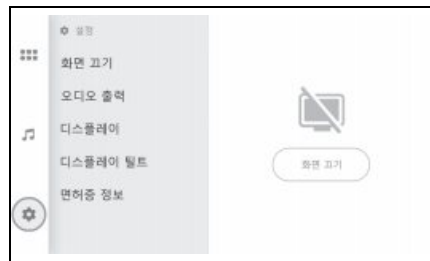 설정
화면 끄기
오디오 출력
디스플레이
디스플레이 틸트
면허증 정보
화면 끄기